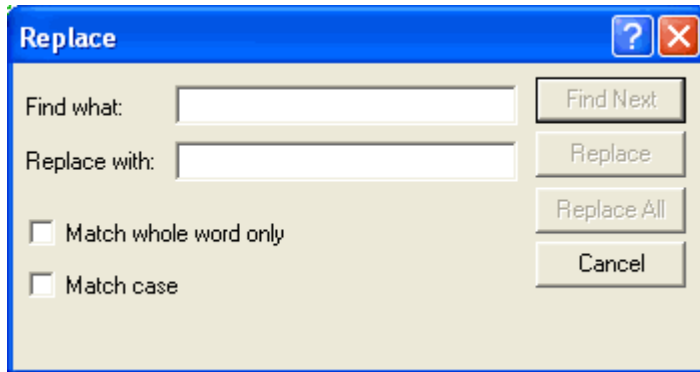 Replace
Find what:
Find Next
Replace with:
Replace
Replace All
Match whole word only
Cancel
Match case